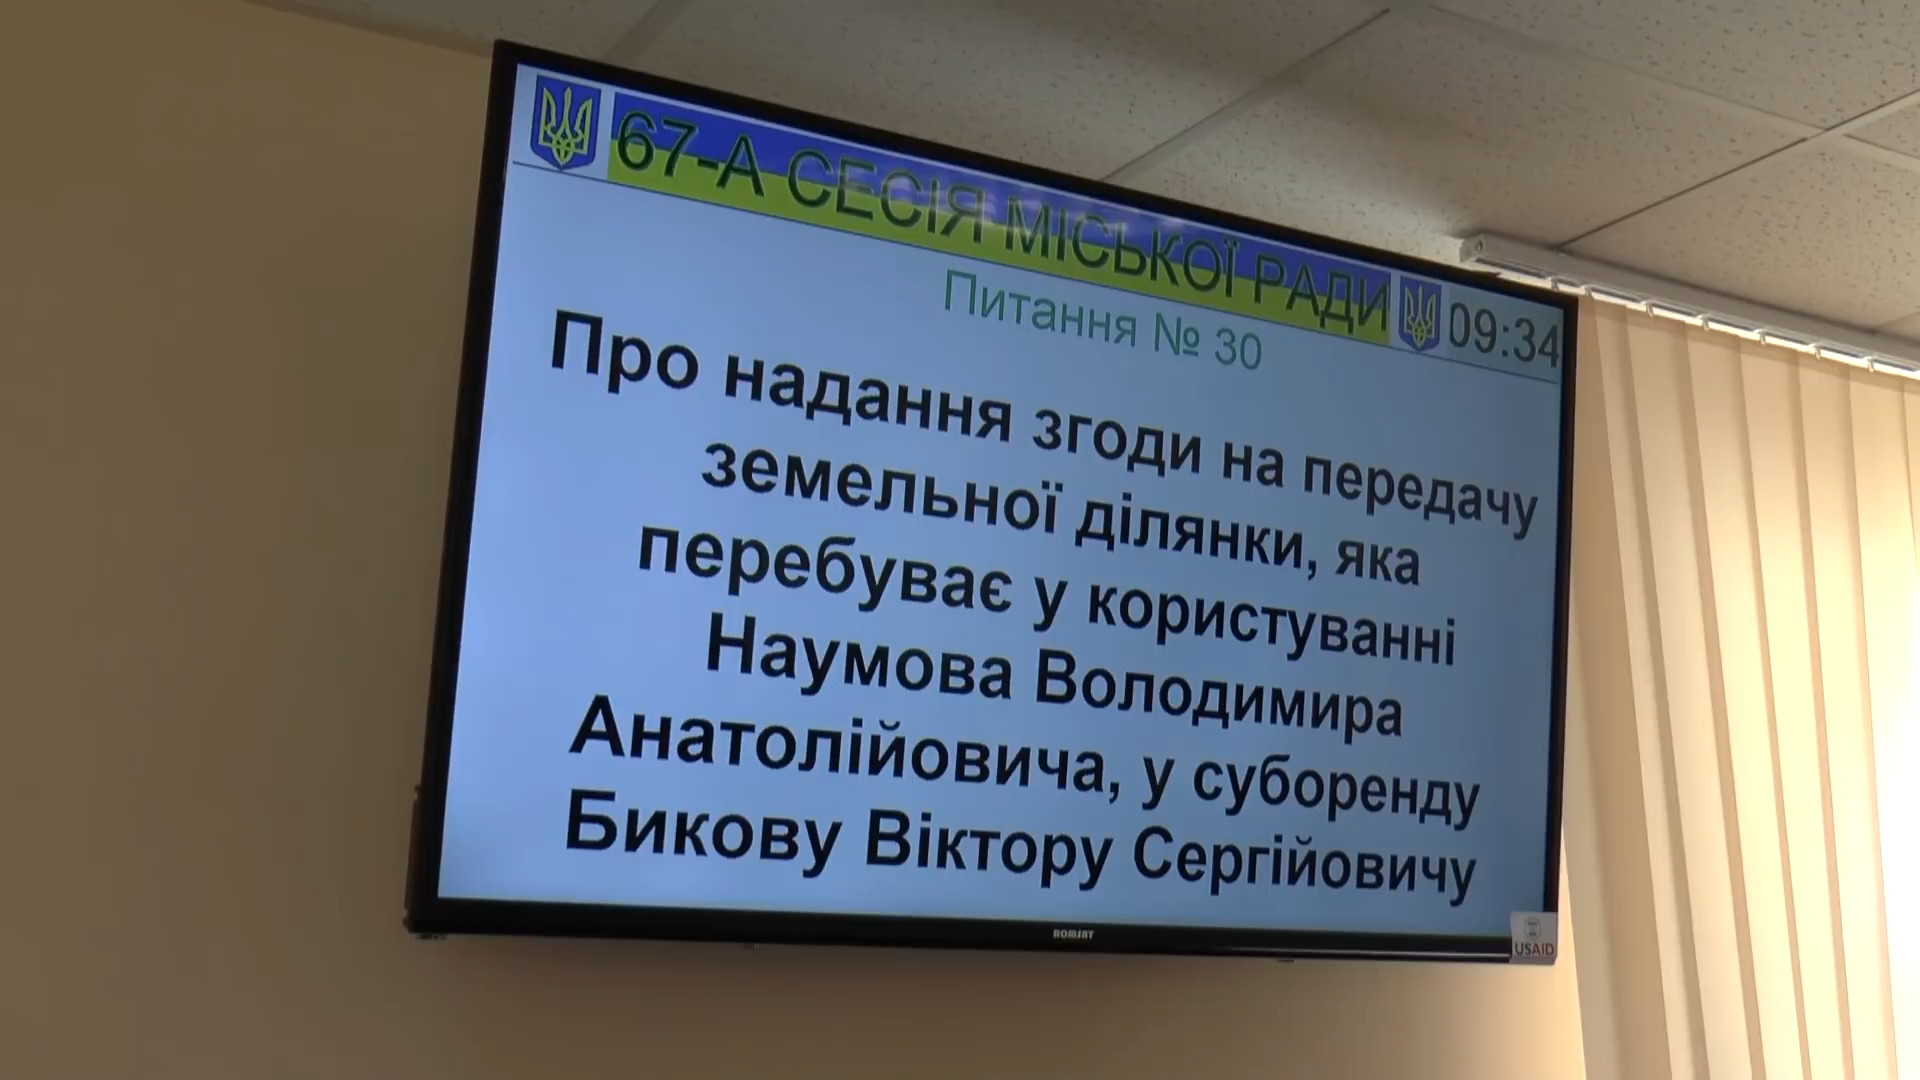 67-А СЕСІЯ МІСЬКОЇ РАДИ
09:34
Питання № 30
Про надання згоди на передачу
земельної ділянки, яка
перебуває у користуванні
Наумова Володимира
Анатолійовича, у суборенду
Бикову Віктору Сергійовичу
ROMSAT
USAID